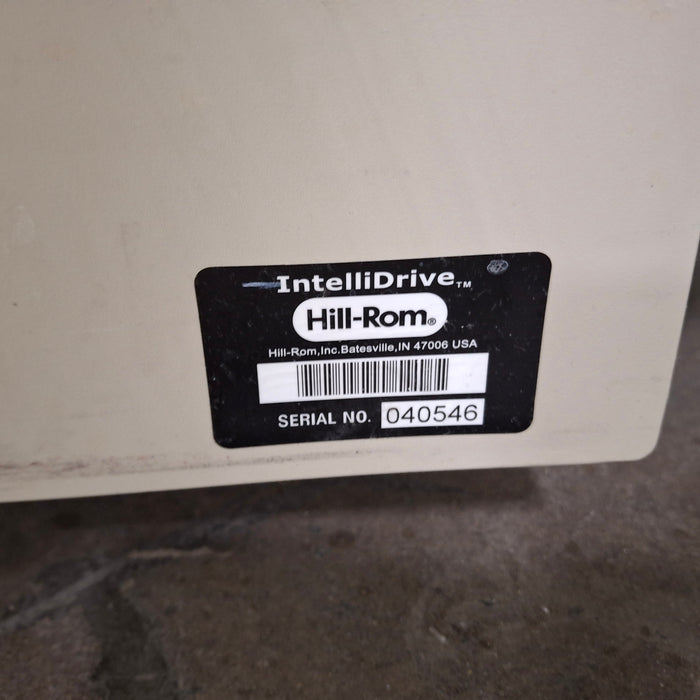 IntelliDrive™
Hill-Rom®
Hill-Rom,Inc.Batesville,IN 47006 USA
SERIAL NO. 040546